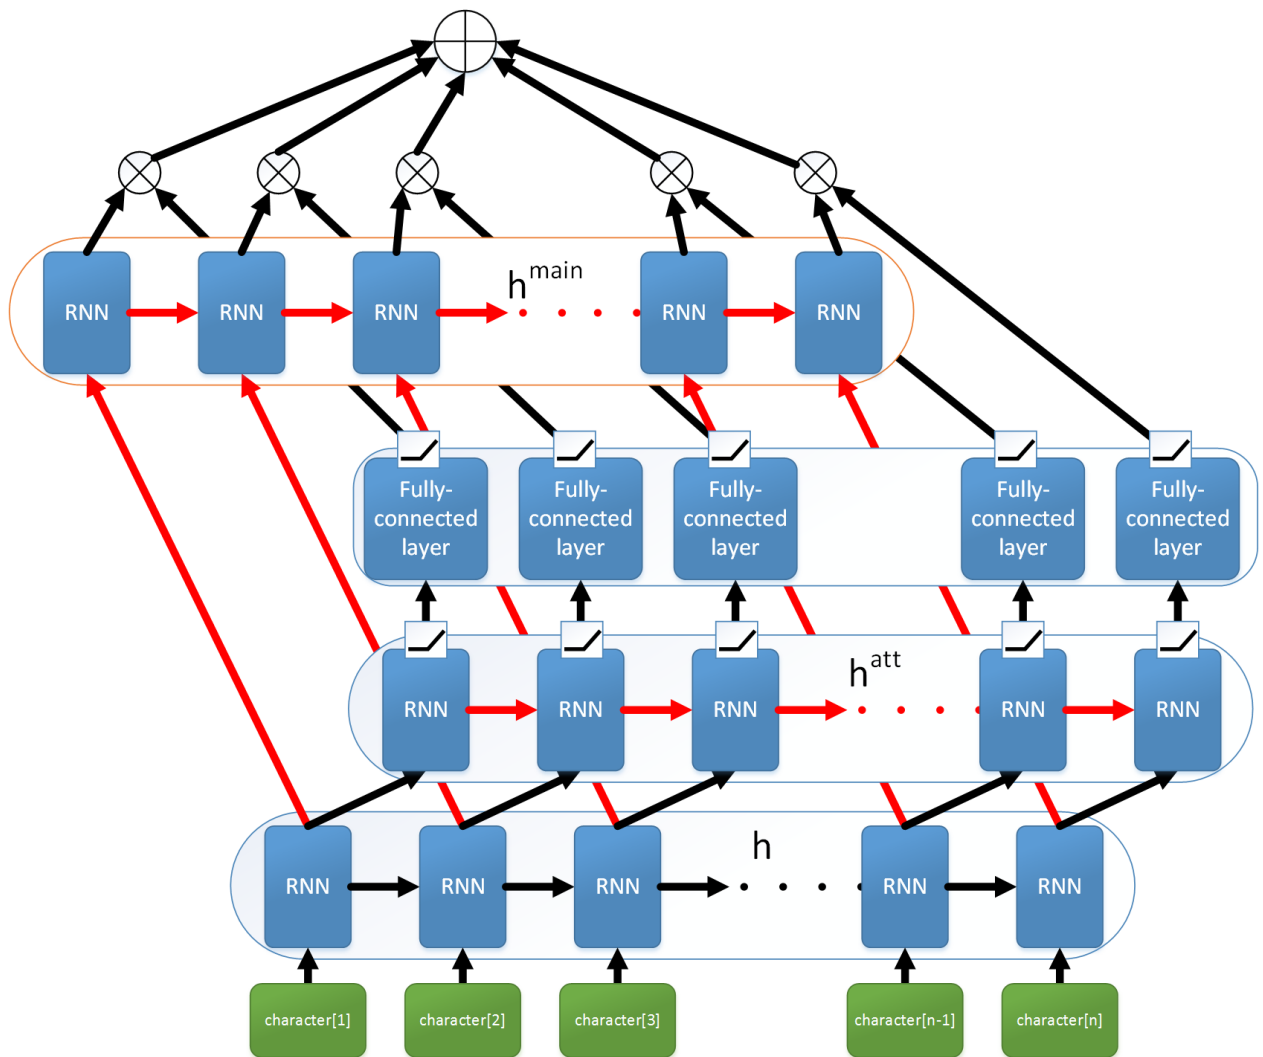 h^main
RNN RNN RNN RNN RNN
Fully-connected layer Fully-connected layer Fully-connected layer Fully-connected layer Fully-connected layer
h^att
RNN RNN RNN RNN RNN
h
RNN RNN RNN RNN RNN
character[1] character[2] character[3] character[n-1] character[n]